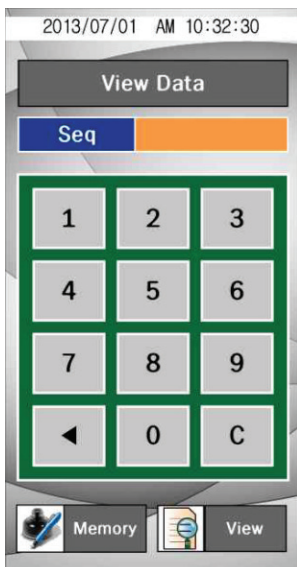 2013/07/01 AM 10:32:30
View Data
Seq
1 2 3
4 5 6
7 8 9
◀ 0 C
Memory View